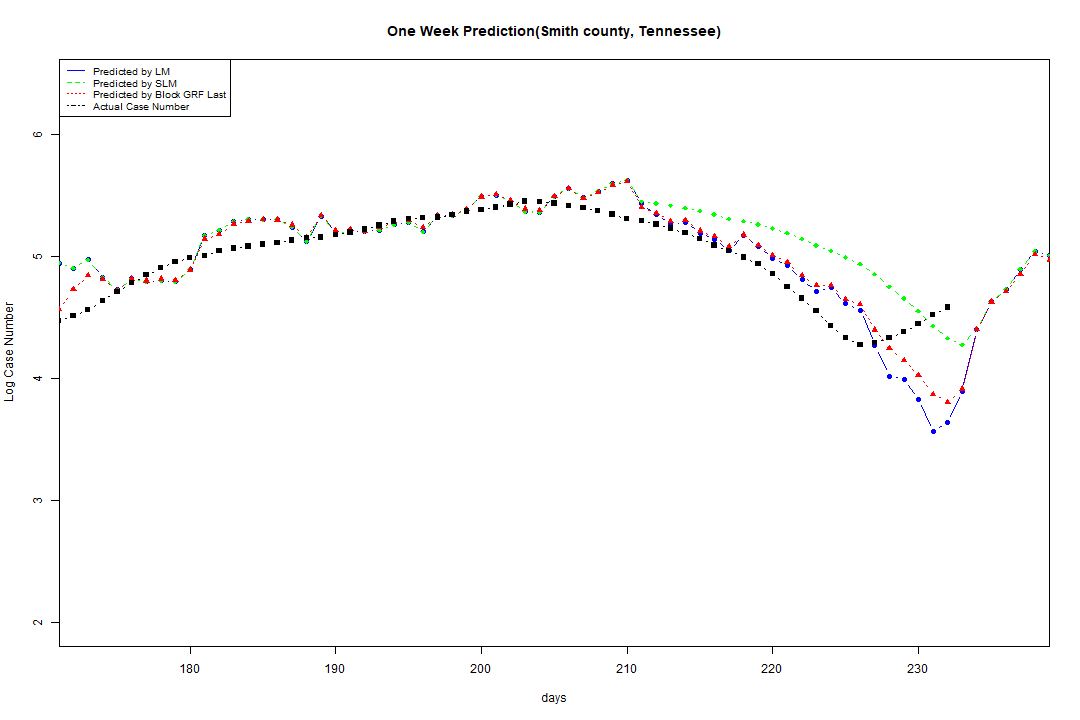 One Week Prediction(Smith county, Tennessee)
Predicted by LM
Predicted by SLM
Predicted by Block GRF Last
Actual Case Number
Log Case Number
6
5
4
3
2
180 190 200 210 220 230
days